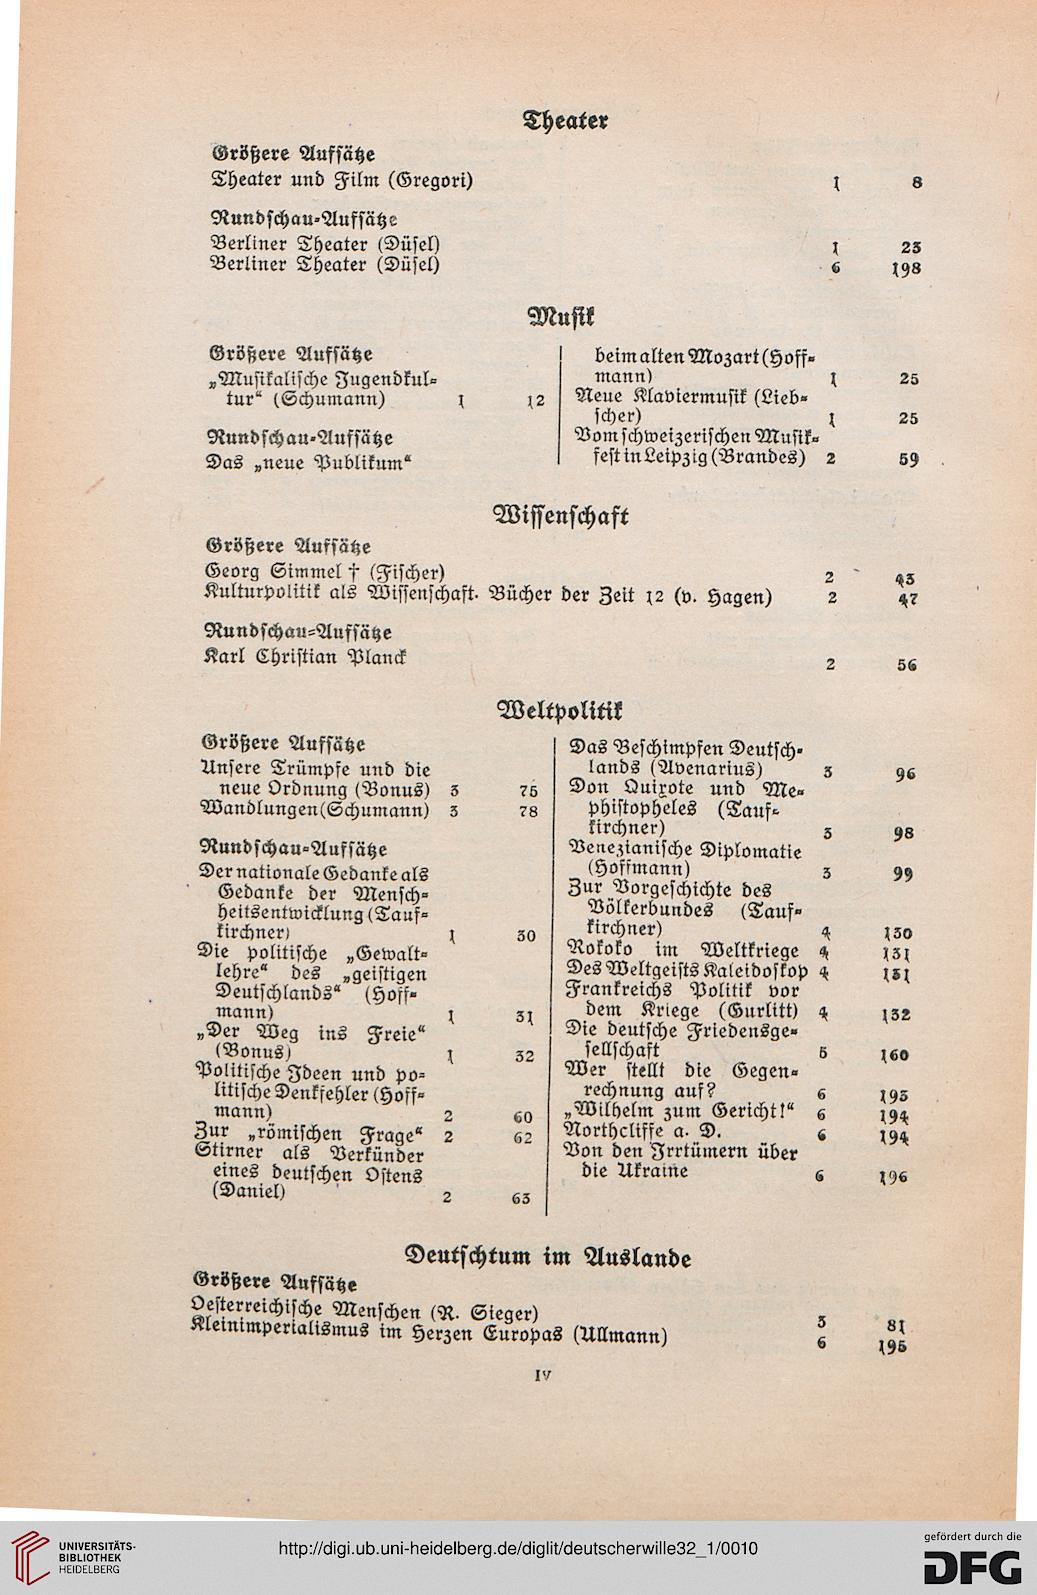 Theater
Größere Aufsätze
Theater und Film (Gregori) 1 8
Rundschau-Aufsätze
Berliner Theater (Düsel) 1 23
Berliner Theater (Düsel) 6 198
Musik
Größere Aufsätze
„Musikalische Jugendkul-
tur“ (Schumann) 1 12
Rundschau-Aufsätze
Das „neue Publikum“
beim alten Mozart (Hoff-
mann) 1 25
Neue Klaviermusik (Lieb-
scher) 1 25
Vom schweizerischen Musik-
fest in Leipzig (Brandes) 2 59
Wissenschaft
Größere Aufsätze
Georg Simmel † (Fischer) 2 43
Kulturpolitik als Wissenschaft. Bücher der Zeit 12 (v. Hagen) 2 47
Rundschau-Aufsätze
Karl Christian Planck 2 56
Weltpolitik
Größere Aufsätze
Unsere Trümpfe und die
neue Ordnung (Bonus) 3 75
Wandlungen (Schumann) 3 78
Rundschau-Aufsätze
Der nationale Gedanke als
Gedanke der Mensch-
heitsentwicklung (Tauf-
kirchner) 1 30
Die politische „Gewalt-
lehre“ des „geistigen
Deutschlands“ (Hoff-
mann) 1 31
„Der Weg ins Freie“
(Bonus) 1 32
Politische Ideen und po-
litische Denkfehler (Hoff-
mann) 2 60
Zur „römischen Frage“ 2 62
Stirner als Verkünder
eines deutschen Ostens
(Daniel) 2 63
Das Beschimpfen Deutsch-
lands (Avenarius) 3 96
Don Quixote und Me-
phistopheles (Tauf-
kirchner) 3 98
Venezianische Diplomatie
(Hoffmann) 3 99
Zur Vorgeschichte des
Völkerbundes (Tauf-
kirchner) 4 130
Rokoko im Weltkriege 4 131
Des Weltgeists Kaleidoskop 4 131
Frankreichs Politik vor
dem Kriege (Gurlitt) 4 132
Die deutsche Friedensge-
sellschaft 5 160
Wer stellt die Gegen-
rechnung auf? 6 193
„Wilhelm zum Gericht!“ 6 194
Northcliffe a. D. 6 194
Von den Irrtümern über
die Ukraine 6 196
Deutschtum im Auslande
Größere Aufsätze
Oesterreichische Menschen (R. Sieger) 3 81
Kleinimperialismus im Herzen Europas (Ullmann) 6 195
IV
UNIVERSITÄTS-
BIBLIOTHEK
HEIDELBERG
http://digi.ub.uni-heidelberg.de/diglit/deutscherwille32_1/0010
gefördert durch die
DFG